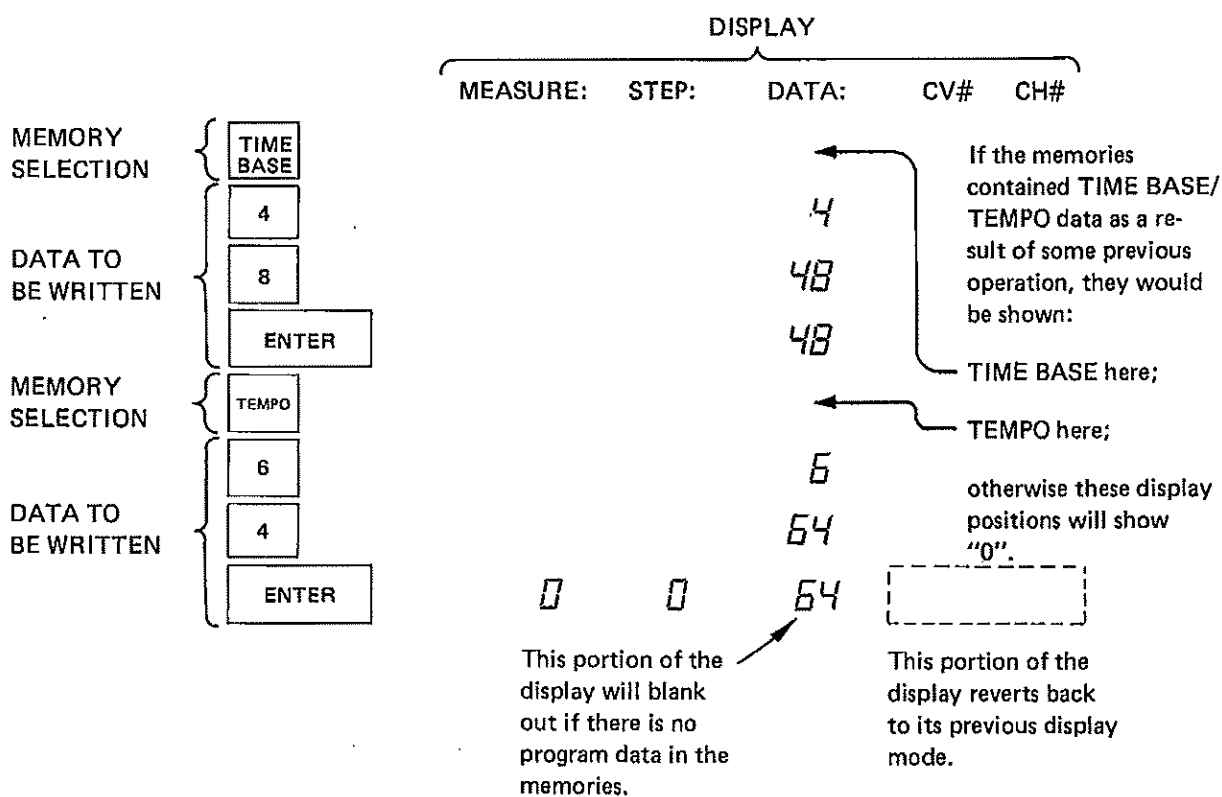 DISPLAY
MEASURE: STEP: DATA: CV# CH#
MEMORY
SELECTION
TIME
BASE
DATA TO
BE WRITTEN
4
4
8
48
ENTER
48
If the memories
contained TIME BASE/
TEMPO data as a re-
sult of some previous
operation, they would
be shown:
TIME BASE here;
MEMORY
SELECTION
TEMPO
TEMPO here;
otherwise these display
positions will show
"0".
DATA TO
BE WRITTEN
6
6
4
64
ENTER
0 0 64
This portion of the
display will blank
out if there is no
program data in the
memories.
This portion of the
display reverts back
to its previous display
mode.